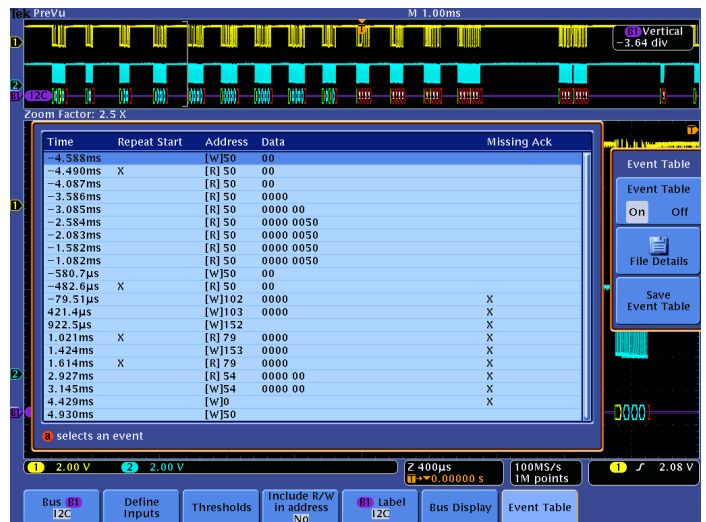 Tek PreVu M 1.00ms
B1 Vertical
-3.64 div
T
1
2
B1 I2C
Zoom Factor: 2.5 X
T
Time Repeat Start Address Data Missing Ack
-4.588ms [W]50 00
-4.490ms X [R] 50 00
-4.087ms [R] 50 00
-3.586ms [R] 50 0000
-3.085ms [R] 50 0000 00
-2.584ms [R] 50 0000 0050
-2.083ms [R] 50 0000 0050
-1.582ms [R] 50 0000 0050
-1.082ms [R] 50 0000 0050
-580.7µs [W]50 00
-482.6µs X [R] 50 00
-79.51µs [W]102 0000 X
421.4µs [W]103 0000 X
922.5µs [W]152 X
1.021ms X [R] 79 0000 X
1.424ms [W]153 0000 X
1.614ms X [R] 79 0000 X
2.927ms [R] 54 0000 00 X
3.145ms [W]54 0000 00 X
4.429ms [W]0 X
4.930ms [W]50
a selects an event
1
2
B1
Event Table
Event Table
On Off
File Details
Save
Event Table
1 2.00 V 2 2.00 V Z 400µs 100MS/s 1 2.08 V
T→▼0.00000 s 1M points
Bus B1
I2C
Define
Inputs
Thresholds
Include R/W
in address
No
B1 Label
I2C
Bus Display
Event Table